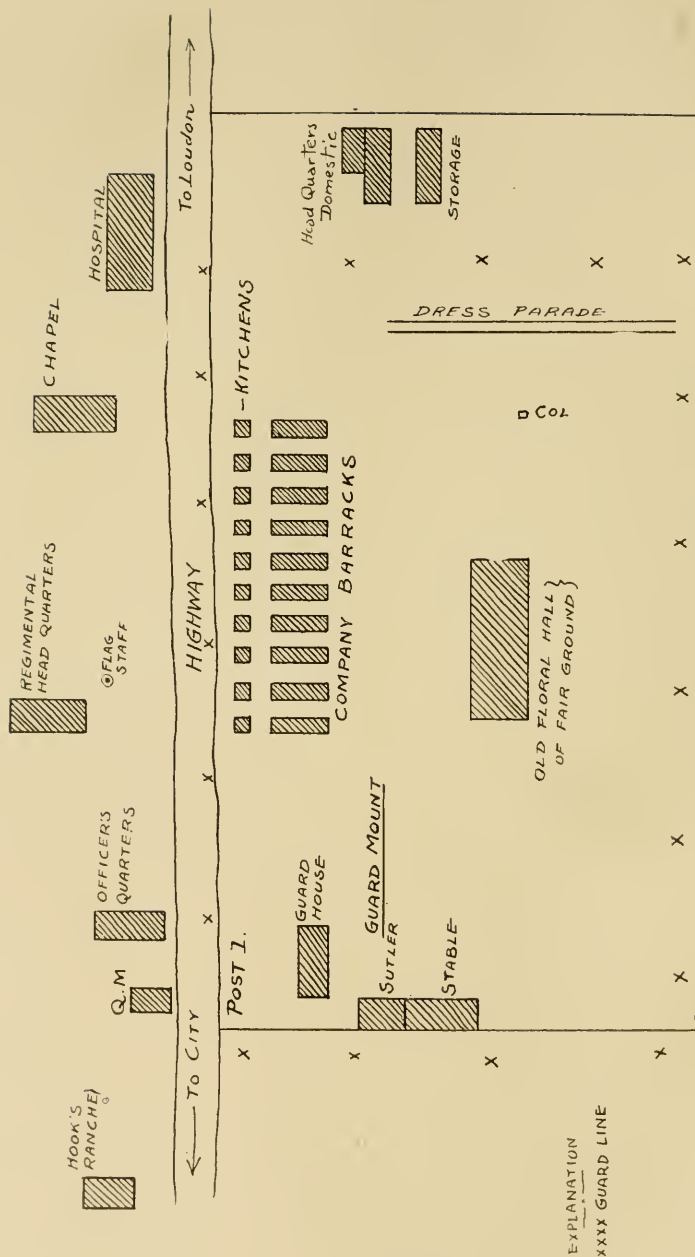 HOOK'S
RANCHE)
Q.M
OFFICER'S
QUARTERS
REGIMENTAL
HEAD QUARTERS
FLAG
STAFF
CHAPEL
HOSPITAL
← TO CITY
HIGHWAY
To Loudon →
POST 1.
GUARD
HOUSE
SUTLER
GUARD MOUNT
STABLE
-KITCHENS
COMPANY BARRACKS
OLD FLORAL HALL }
OF FAIR GROUND }
COL
DRESS PARADE
Head Quarters
Domestic
STORAGE
EXPLANATION
XXXX GUARD LINE